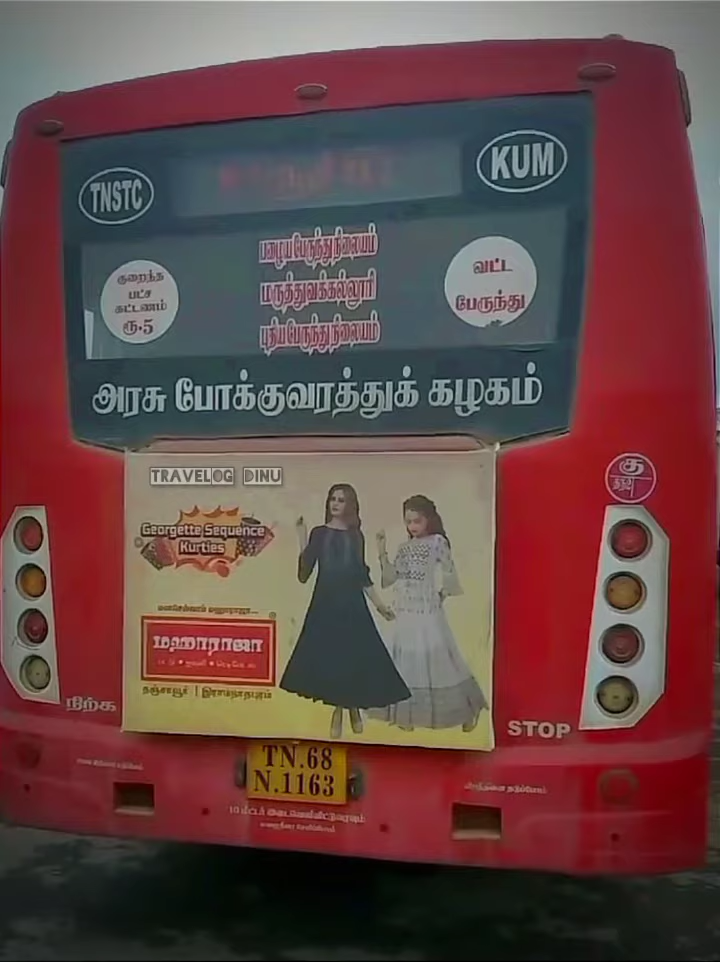 TNSTC
KUM
குறைந்த
பட்ச
கட்டணம்
ரூ.5
பழைய பேருந்து நிலையம்
மருத்துவக்கல்லூரி
புதிய பேருந்து நிலையம்
வட்ட
பேருந்து
அரசு போக்குவரத்துக் கழகம்
TRAVELOG DINU
Georgette Sequence
Kurties
மஹாராஜா
தஞ்சாவூர் | இராமநாதபுரம்
கு
நிற்க
STOP
TN.68
N.1163